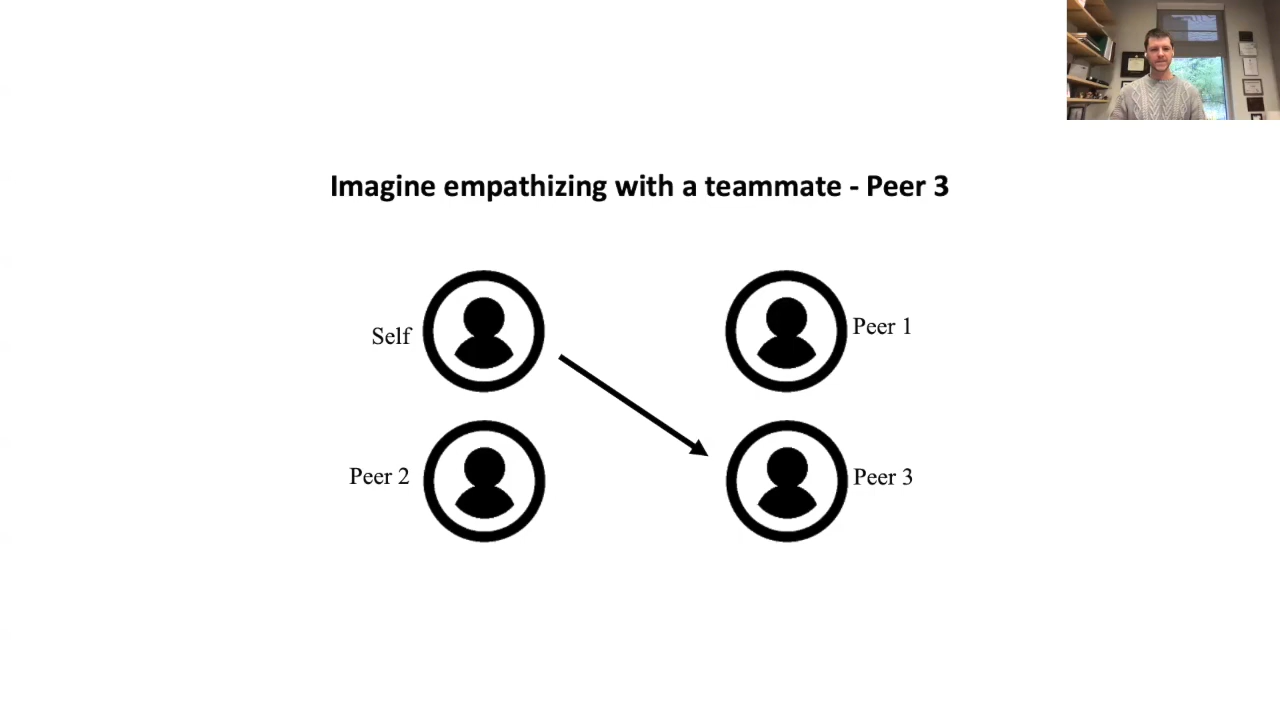 Imagine empathizing with a teammate - Peer 3
Self
Peer 1
Peer 2
Peer 3